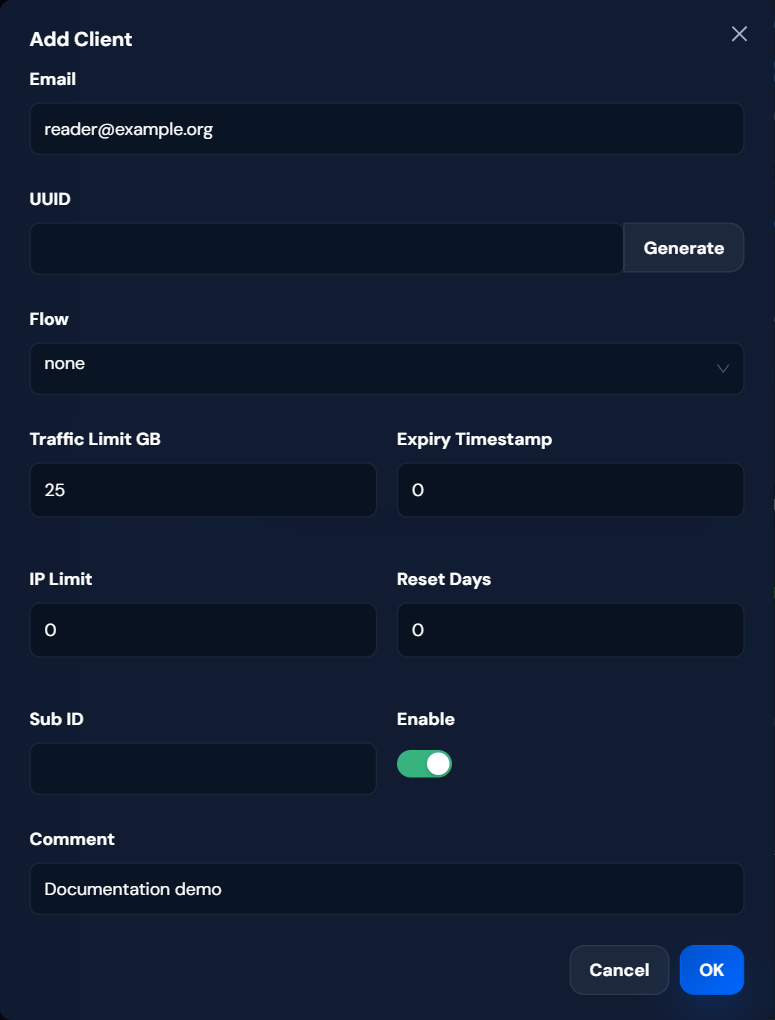 Add Client
Email
reader@example.org
UUID
Generate
Flow
none
Traffic Limit GB
Expiry Timestamp
25
0
IP Limit
Reset Days
0
0
Sub ID
Enable
Comment
Documentation demo
Cancel
OK